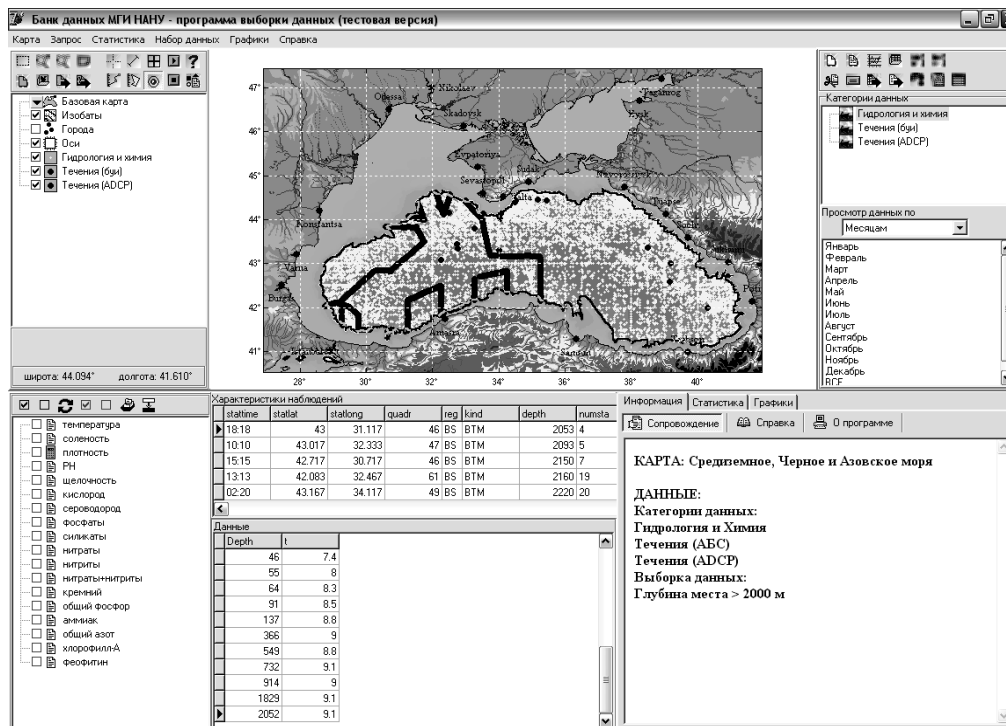 Банк данных МГИ НАНУ - программа выборки данных (тестовая версия)
Карта Запрос Статистика Набор данных Графики Справка
Базовая карта
Изобаты
Города
Оси
Гидрология и химия
Течения (буи)
Течения (ADCP)
широта: 44.094° долгота: 41.610°
47°
46°
45°
44°
43°
42°
41°
28° 30° 32° 34° 36° 38° 40°
Odessa
Nikolaev
Skadovsk
Taganrog
Eysk
Evpatoriya
Sevastopol
Sudak
Yalta
Novorossiysk
Tuapse
Sochi
Konstantsa
Varna
Burgas
Poti
Amasra
Samsun
Категории данных
Гидрология и химия
Течения (буи)
Течения (ADCP)
Просмотр данных по
Месяцам
Январь
Февраль
Март
Апрель
Май
Июнь
Июль
Август
Сентябрь
Октябрь
Ноябрь
Декабрь
ВСЕ
температура
соленость
плотность
PH
щелочность
кислород
сероводород
фосфаты
силикаты
нитраты
нитриты
нитраты+нитриты
кремний
общий фосфор
аммиак
общий азот
хлорофилл-А
феофитин
Характеристики наблюдений
stattime statlat statlong quadr reg kind depth numsta
18:18 43 31.117 46 BS BTM 2053 4
10:10 43.017 32.333 47 BS BTM 2093 5
15:15 42.717 30.717 46 BS BTM 2150 7
13:13 42.083 32.467 61 BS BTM 2160 19
02:20 43.167 34.117 49 BS BTM 2220 20
Данные
Depth t
46 7.4
55 8
64 8.3
91 8.5
137 8.8
366 9
549 8.8
732 9.1
914 9
1829 9.1
2052 9.1
Информация Статистика Графики
Сопровождение Справка О программе
КАРТА: Средиземное, Черное и Азовское моря
ДАННЫЕ:
Категории данных:
Гидрология и Химия
Течения (АБС)
Течения (ADCP)
Выборка данных:
Глубина места > 2000 м